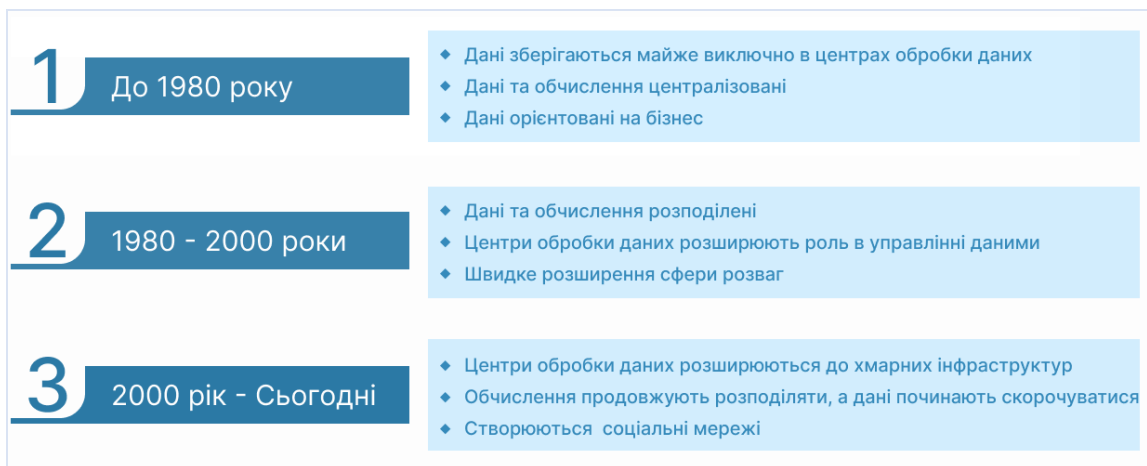 1
До 1980 року
◆ Дані зберігаються майже виключно в центрах обробки даних
◆ Дані та обчислення централізовані
◆ Дані орієнтовані на бізнес
2
1980 - 2000 роки
◆ Дані та обчислення розподілені
◆ Центри обробки даних розширюють роль в управлінні даними
◆ Швидке розширення сфери розваг
3
2000 рік - Сьогодні
◆ Центри обробки даних розширюються до хмарних інфраструктур
◆ Обчислення продовжують розподіляти, а дані починають скорочуватися
◆ Створюються соціальні мережі